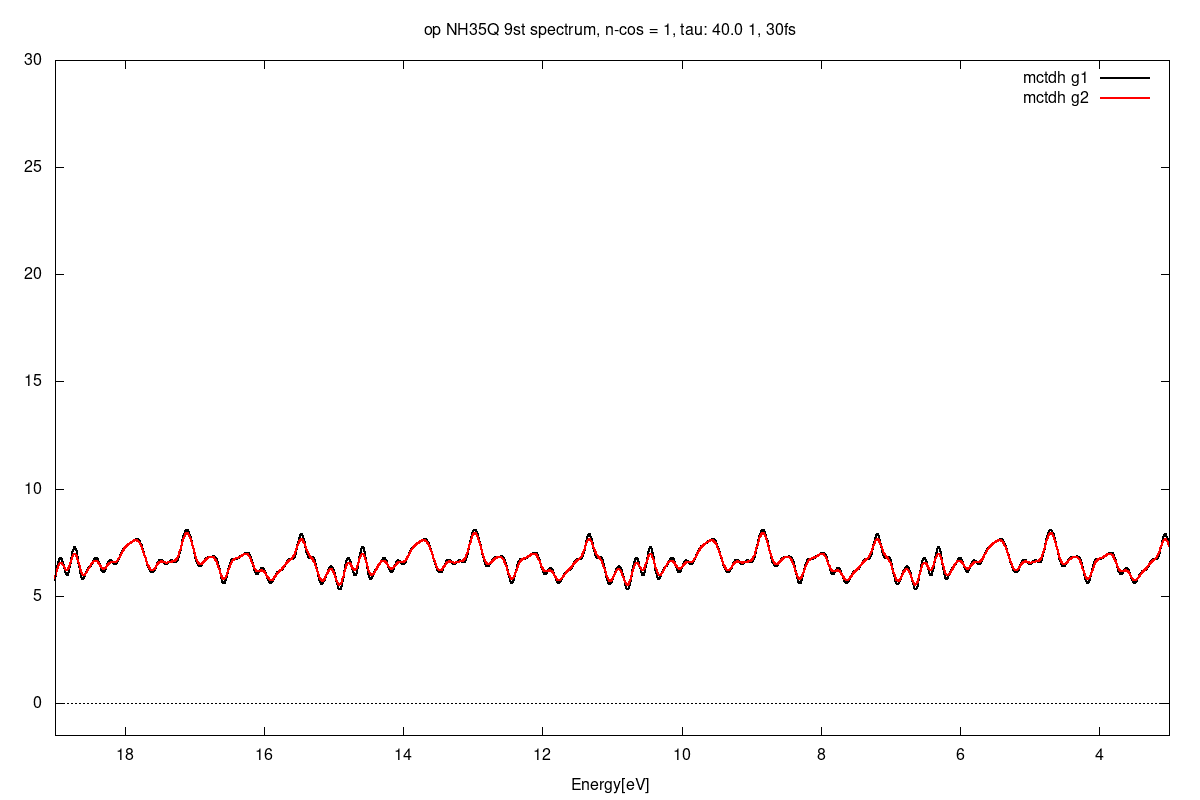 op NH35Q 9st spectrum, n-cos = 1, tau: 40.0 1, 30fs
mctdh g1
mctdh g2
30
25
20
15
10
5
0
18 16 14 12 10 8 6 4
Energy[eV]